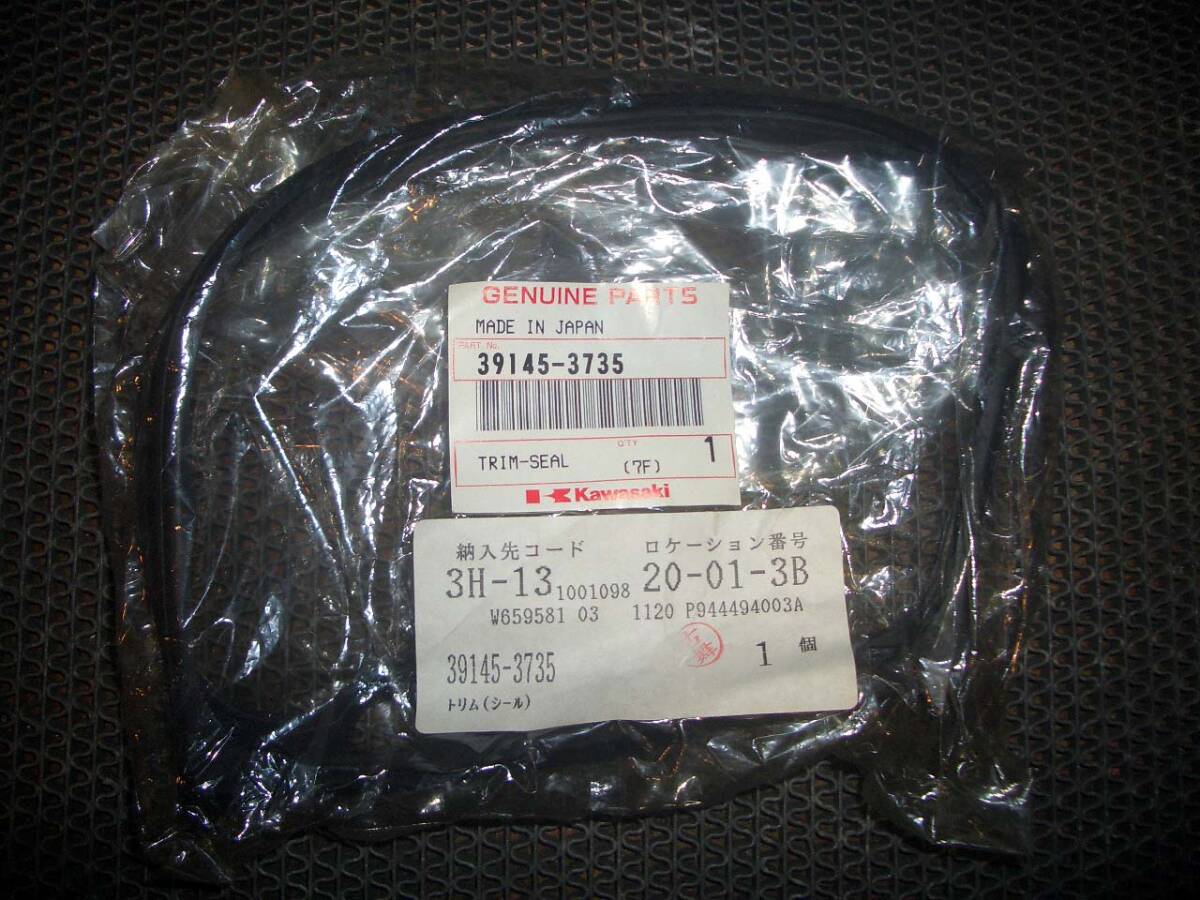 GENUINE PARTS
MADE IN JAPAN
PART No.
39145-3735
Q'TY
TRIM-SEAL (7F) 1
Kawasaki
納入先コード ロケーション番号
3H-13 1001098 20-01-3B
W659581 03 1120 P944494003A
39145-3735 1 個
トリム(シール)